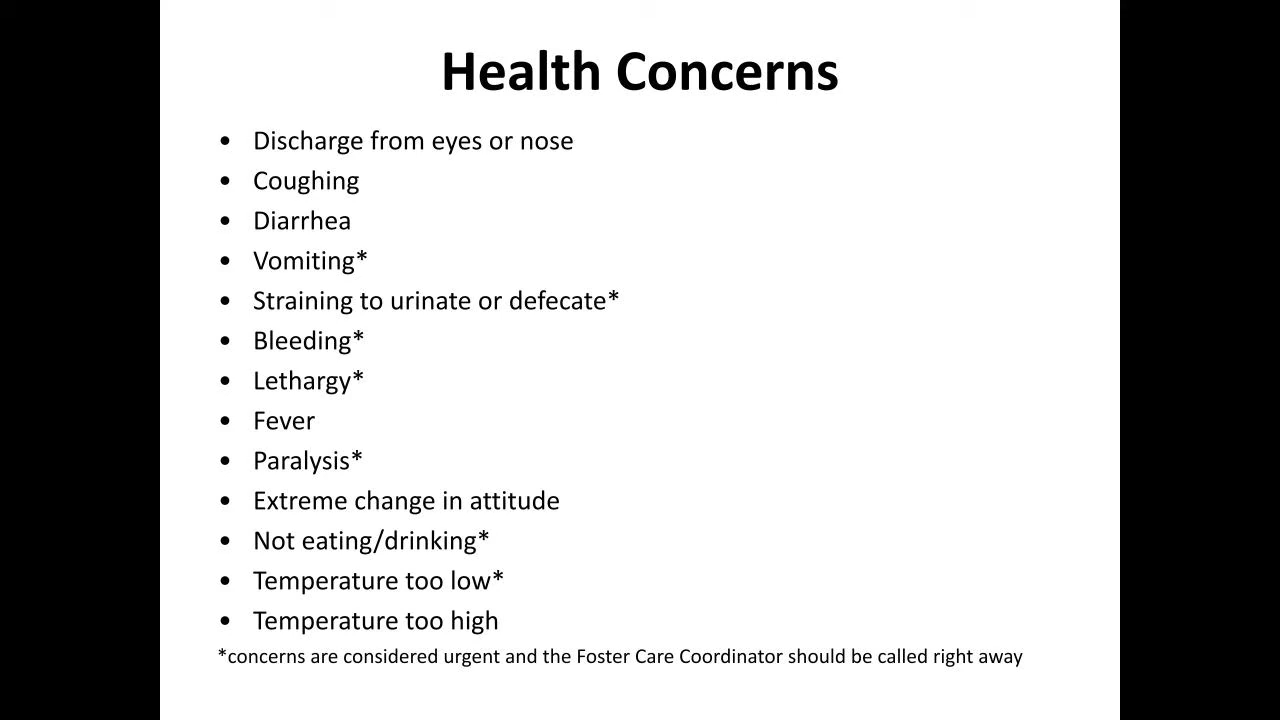 Health Concerns
• Discharge from eyes or nose
• Coughing
• Diarrhea
• Vomiting*
• Straining to urinate or defecate*
• Bleeding*
• Lethargy*
• Fever
• Paralysis*
• Extreme change in attitude
• Not eating/drinking*
• Temperature too low*
• Temperature too high
*concerns are considered urgent and the Foster Care Coordinator should be called right away